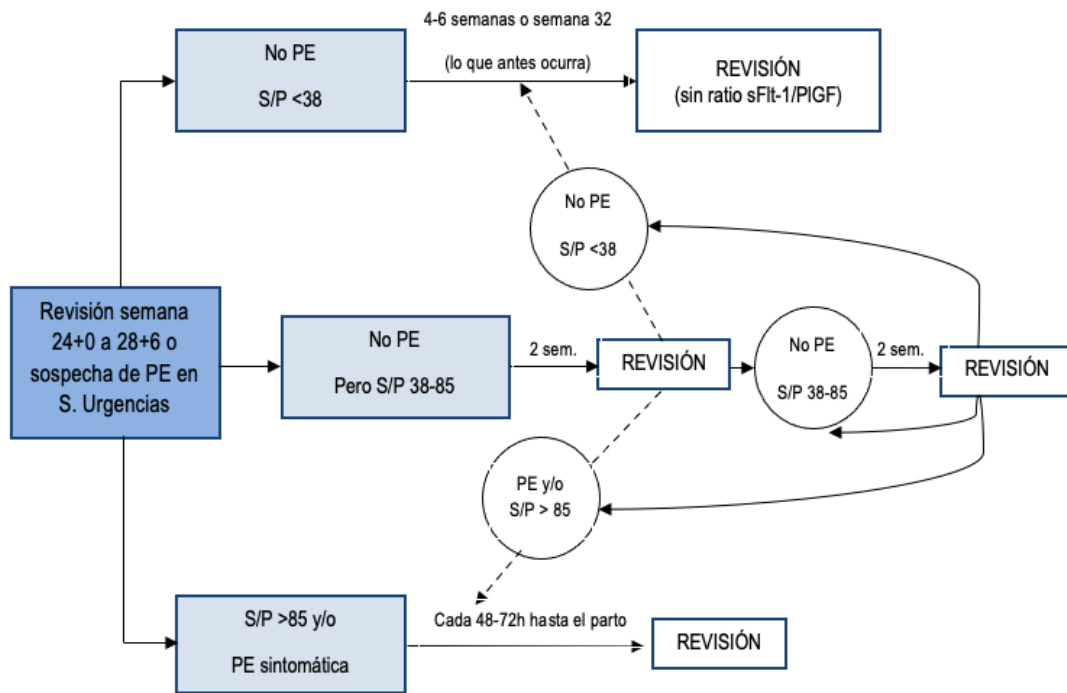 No PE
S/P <38
4-6 semanas o semana 32
(lo que antes ocurra)
REVISIÓN
(sin ratio sFlt-1/PlGF)
No PE
S/P <38
Revisión semana
24+0 a 28+6 o
sospecha de PE en
S. Urgencias
No PE
Pero S/P 38-85
2 sem.
REVISIÓN
No PE
S/P 38-85
2 sem.
REVISIÓN
PE y/o
S/P > 85
S/P >85 y/o
PE sintomática
Cada 48-72h hasta el parto
REVISIÓN